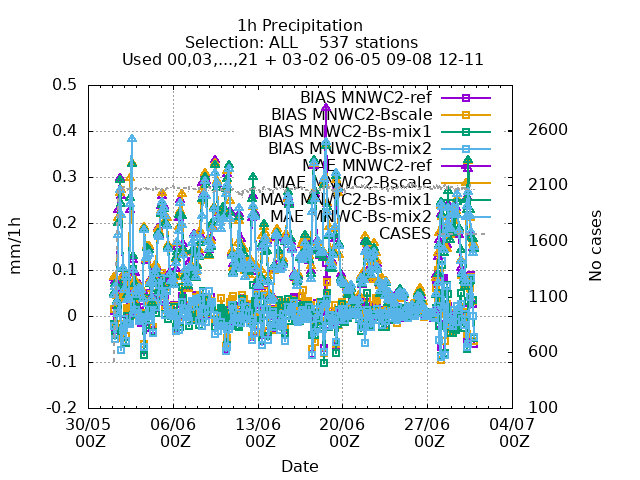 1h Precipitation
Selection: ALL    537 stations
Used 00,03,...,21 + 03-02 06-05 09-08 12-11
0.5
0.4
0.3
0.2
0.1
0
-0.1
-0.2
mm/1h
BIAS MNWC2-ref
BIAS MNWC2-Bscale
BIAS MNWC2-Bs-mix1
BIAS MNWC-Bs-mix2
MAE MNWC2-ref
MAE MNWC2-Bscale
MAE MNWC2-Bs-mix1
MAE MNWC-Bs-mix2
CASES
2600
2100
1600
1100
600
100
No cases
30/05 06/06 13/06 20/06 27/06 04/07
00Z 00Z 00Z 00Z 00Z 00Z
Date